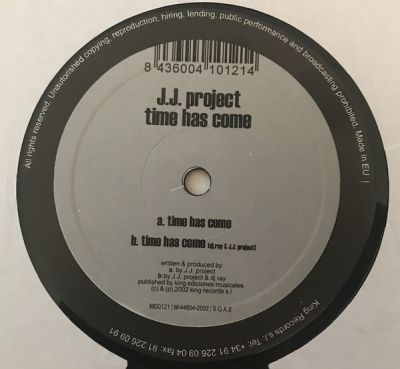 All rights reserved. Unautorished copying, reproduction, hiring, lending, public performance and broadcasting prohibited. Made in EU |
8 436004 101214
J.J. project
time has come
a. time has come
b. time has come (dj ray & J.J. project)
written & produced by
a. by J.J. project
b. by J.J. project & dj ray
published by king ediciones musicales.
(c) & (p) 2002 king records s.l
MD0121 | M-44804-2002 | S.G.A.E
King Records s.l. Tel: +34 91 226 09 04 fax: 91 226 09 91